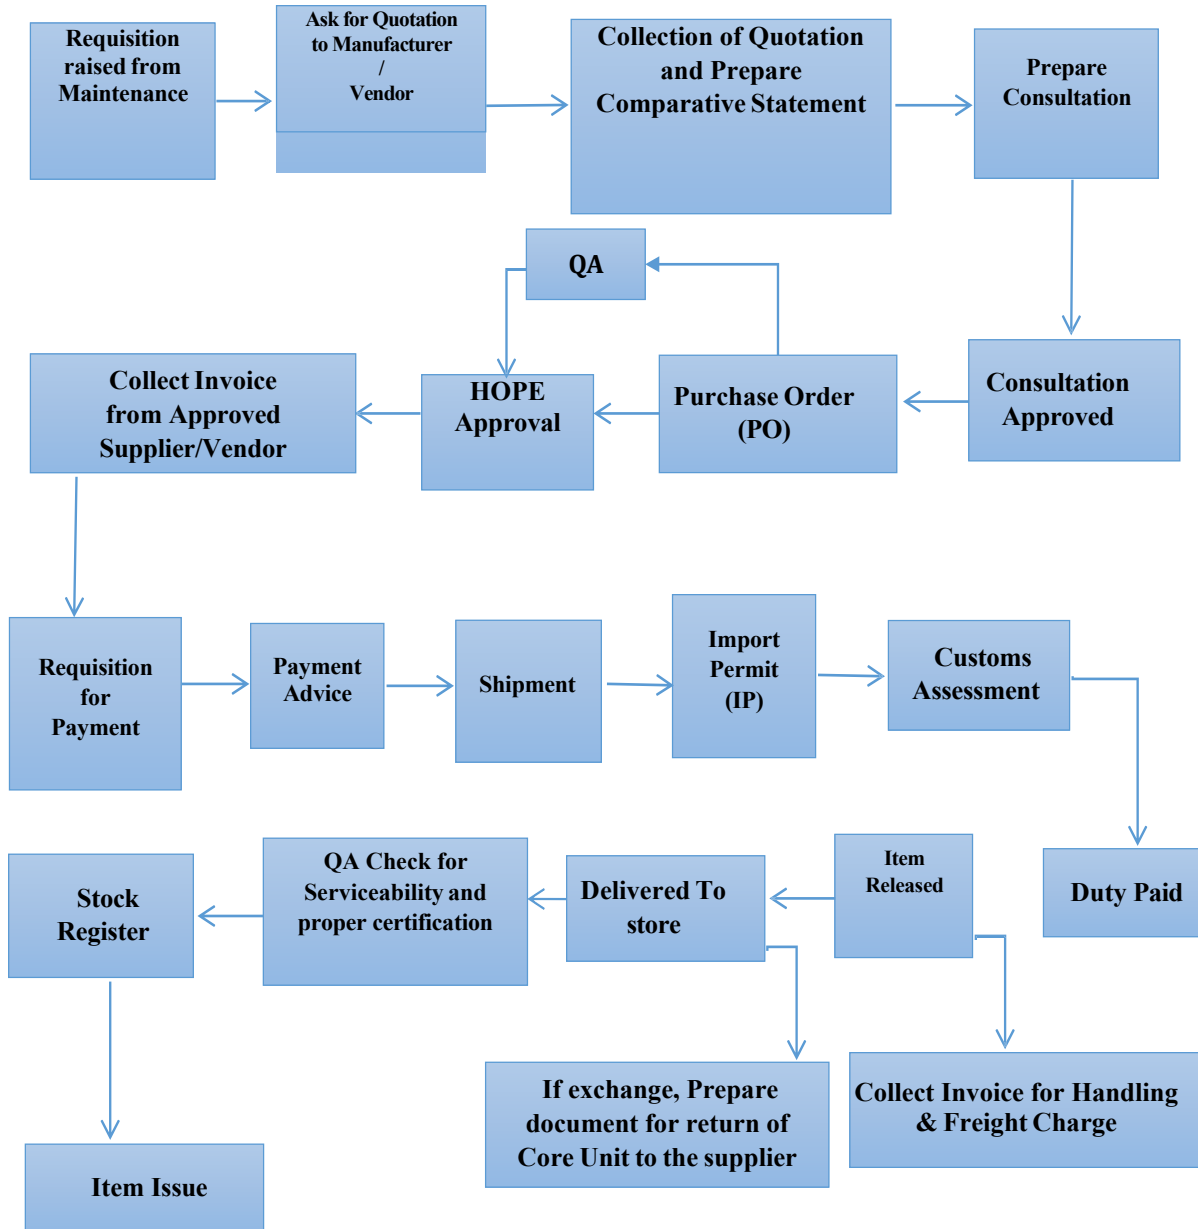 Requisition
raised from
Maintenance
Ask for Quotation
to Manufacturer
/
Vendor
Collection of Quotation
and Prepare
Comparative Statement
Prepare
Consultation
QA
Collect Invoice
from Approved
Supplier/Vendor
HOPE
Approval
Purchase Order
(PO)
Consultation
Approved
Requisition
for
Payment
Payment
Advice
Shipment
Import
Permit
(IP)
Customs
Assessment
Stock
Register
QA Check for
Serviceability and
proper certification
Delivered To
store
Item
Released
Duty Paid
If exchange, Prepare
document for return of
Core Unit to the supplier
Collect Invoice for Handling
& Freight Charge
Item Issue